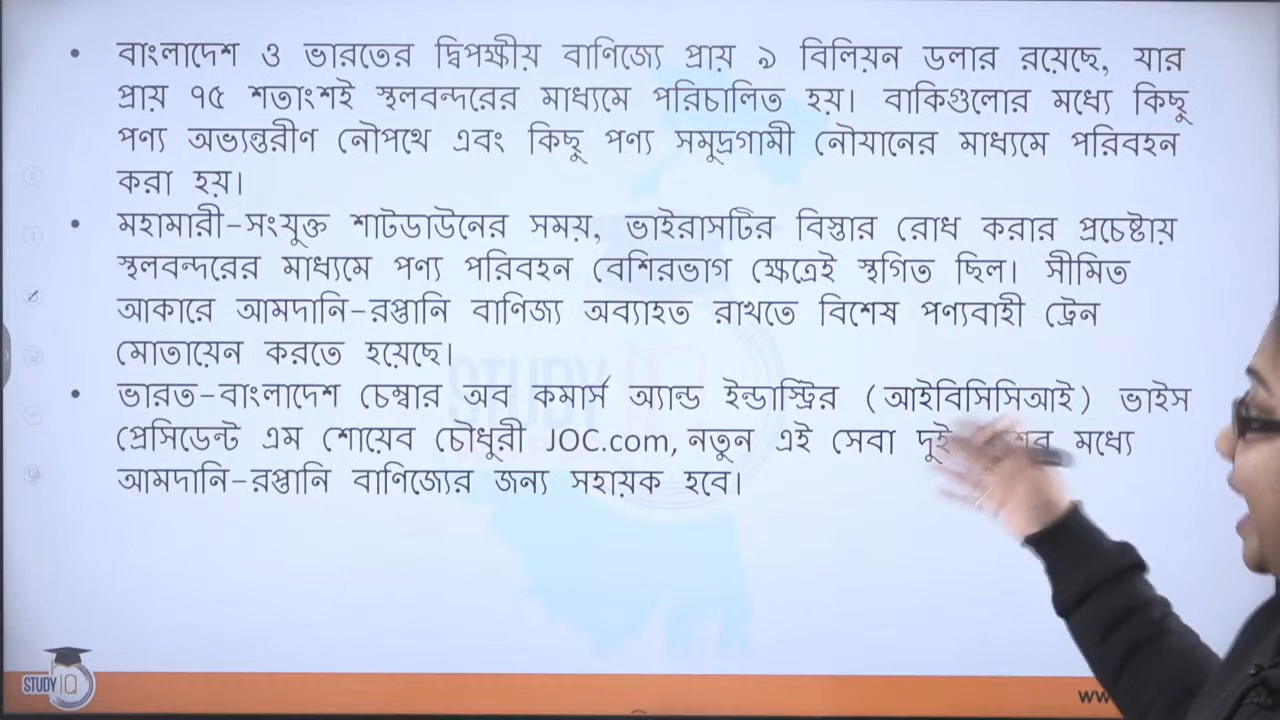 • বাংলাদেশ ও ভারতের দ্বিপক্ষীয় বাণিজ্যে প্রায় ৯ বিলিয়ন ডলার রয়েছে, যার
প্রায় ৭৫ শতাংশই স্থলবন্দরের মাধ্যমে পরিচালিত হয়। বাকিগুলোর মধ্যে কিছু
পণ্য অভ্যন্তরীণ নৌপথে এবং কিছু পণ্য সমুদ্রগামী নৌযানের মাধ্যমে পরিবহন
করা হয়।
• মহামারী-সংযুক্ত শাটডাউনের সময়, ভাইরাসটির বিস্তার রোধ করার প্রচেষ্টায়
স্থলবন্দরের মাধ্যমে পণ্য পরিবহন বেশিরভাগ ক্ষেত্রেই স্থগিত ছিল। সীমিত
আকারে আমদানি-রপ্তানি বাণিজ্য অব্যাহত রাখতে বিশেষ পণ্যবাহী ট্রেন
মোতায়েন করতে হয়েছে।
• ভারত-বাংলাদেশ চেম্বার অব কমার্স অ্যান্ড ইন্ডাস্ট্রির (আইবিসিসিআই) ভাইস
প্রেসিডেন্ট এম শোয়েব চৌধুরী JOC.com, নতুন এই সেবা দুই মধ্যে
আমদানি-রপ্তানি বাণিজ্যের জন্য সহায়ক হবে।
STUDY IQ